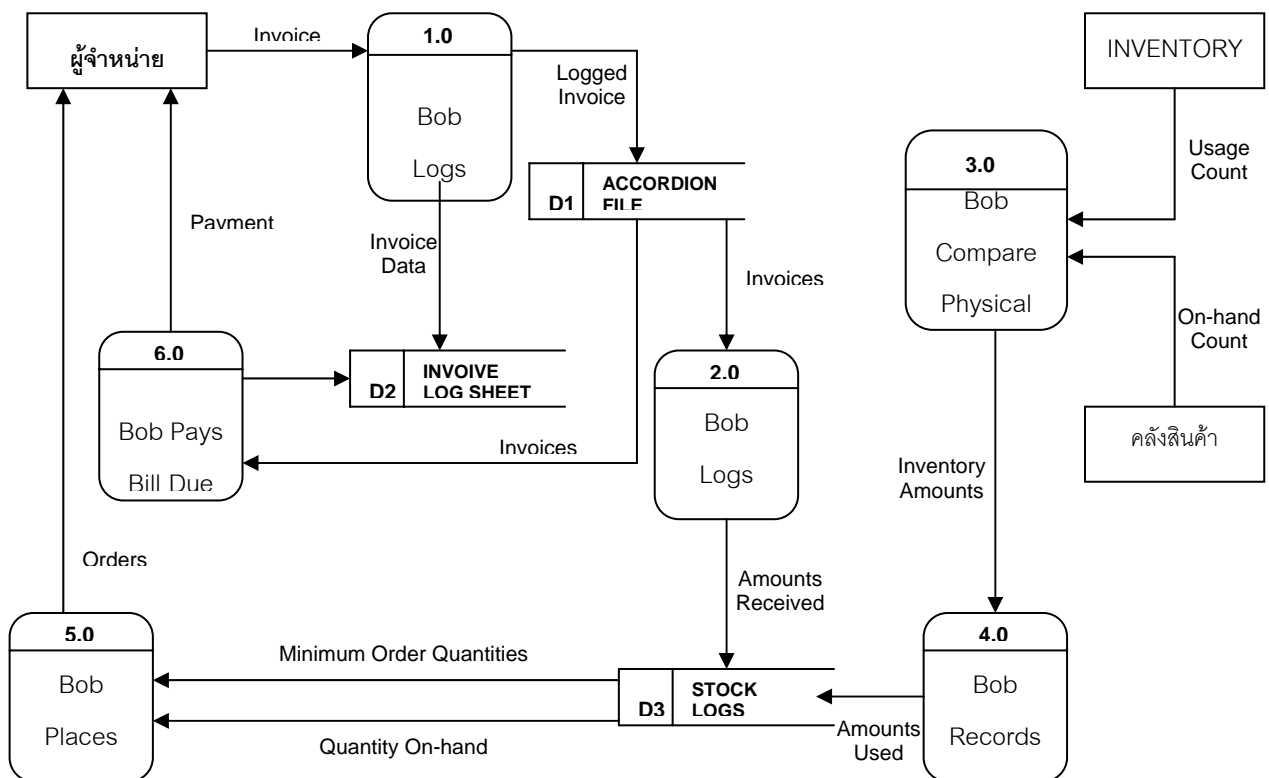 ผู้จำหน่าย
Invoice
1.0
Bob
Logs
Logged
Invoice
INVENTORY
Usage
Count
3.0
Bob
Compare
Physical
D1
ACCORDION
FILE
Payment
Invoice
Data
Invoices
On-hand
Count
6.0
Bob Pays
Bill Due
D2
INVOIVE
LOG SHEET
2.0
Bob
Logs
คลังสินค้า
Invoices
Inventory
Amounts
Orders
Amounts
Received
5.0
Bob
Places
Minimum Order Quantities
Quantity On-hand
D3
STOCK
LOGS
Amounts
Used
4.0
Bob
Records